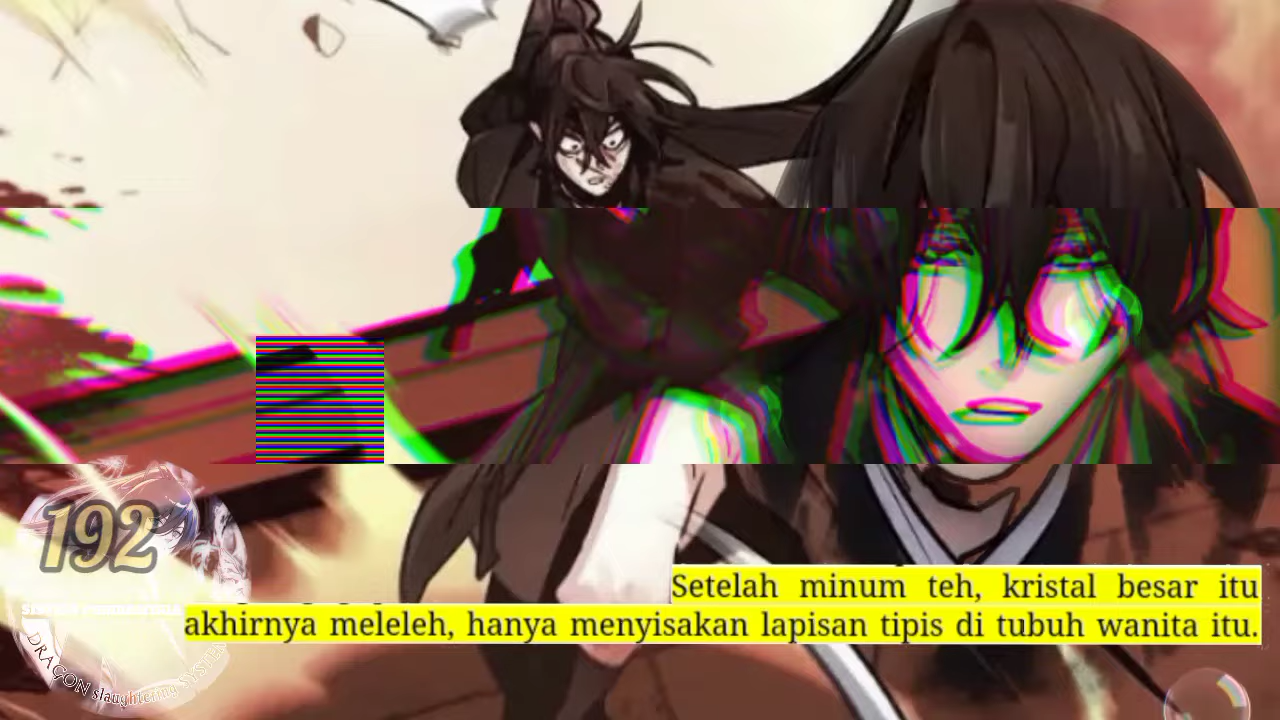 192
Setelah minum teh, kristal besar itu
akhirnya meleleh, hanya menyisakan lapisan tipis di tubuh wanita itu.
DRAGON slaughtering SYSTEM